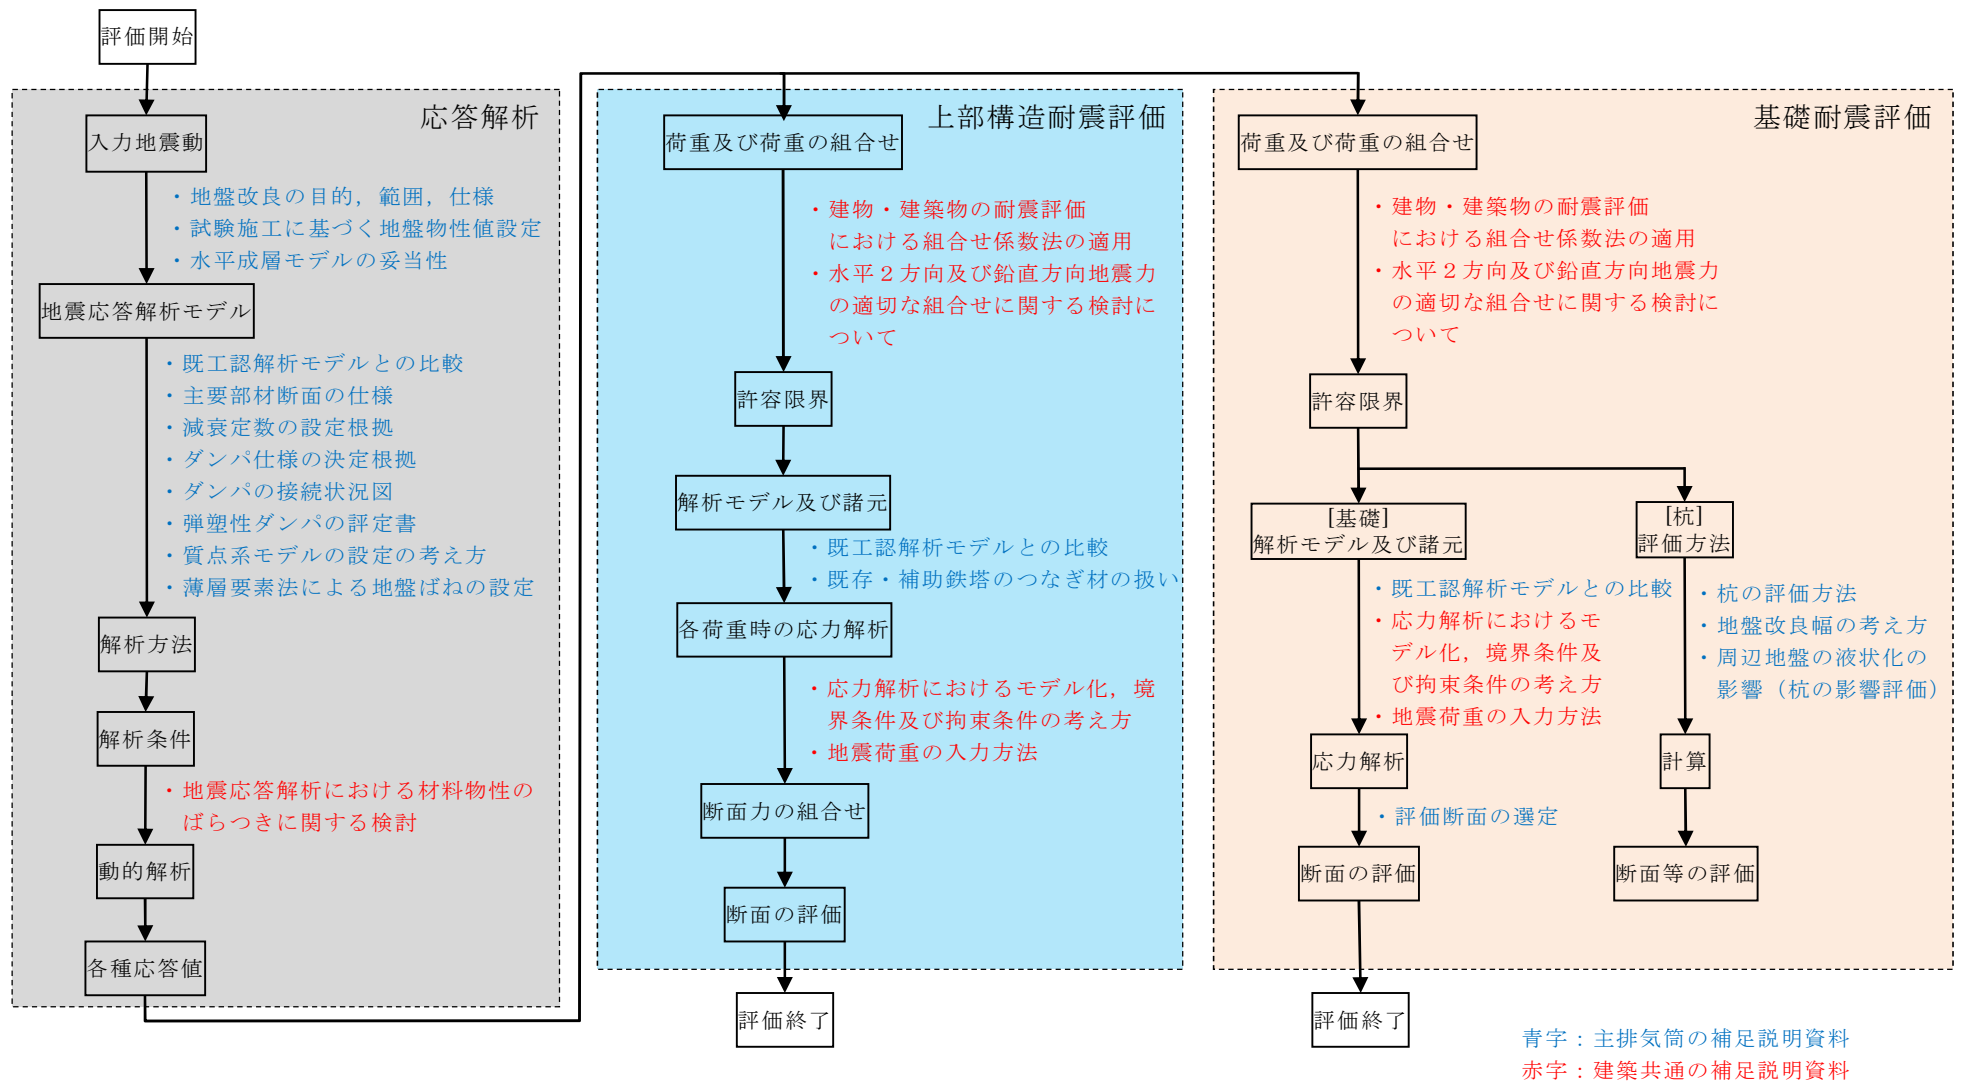 評価開始
応答解析
入力地震動
・地盤改良の目的，範囲，仕様
・試験施工に基づく地盤物性値設定
・水平成層モデルの妥当性
地震応答解析モデル
・既工認解析モデルとの比較
・主要部材断面の仕様
・減衰定数の設定根拠
・ダンパ仕様の決定根拠
・ダンパの接続状況図
・弾塑性ダンパの評定書
・質点系モデルの設定の考え方
・薄層要素法による地盤ばねの設定
解析方法
解析条件
・地震応答解析における材料物性の
ばらつきに関する検討
動的解析
各種応答値
上部構造耐震評価
荷重及び荷重の組合せ
・建物・建築物の耐震評価
における組合せ係数法の適用
・水平２方向及び鉛直方向地震力
の適切な組合せに関する検討に
ついて
許容限界
解析モデル及び諸元
・既工認解析モデルとの比較
・既存・補助鉄塔のつなぎ材の扱い
各荷重時の応力解析
・応力解析におけるモデル化，境
界条件及び拘束条件の考え方
・地震荷重の入力方法
断面力の組合せ
断面の評価
評価終了
基礎耐震評価
荷重及び荷重の組合せ
・建物・建築物の耐震評価
における組合せ係数法の適用
・水平２方向及び鉛直方向地震力
の適切な組合せに関する検討に
ついて
許容限界
[基礎]
解析モデル及び諸元
・既工認解析モデルとの比較
・応力解析におけるモ
デル化，境界条件及
び拘束条件の考え方
・地震荷重の入力方法
応力解析
・評価断面の選定
断面の評価
評価終了
[杭]
評価方法
・杭の評価方法
・地盤改良幅の考え方
・周辺地盤の液状化の
影響（杭の影響評価）
計算
断面等の評価
青字：主排気筒の補足説明資料
赤字：建築共通の補足説明資料